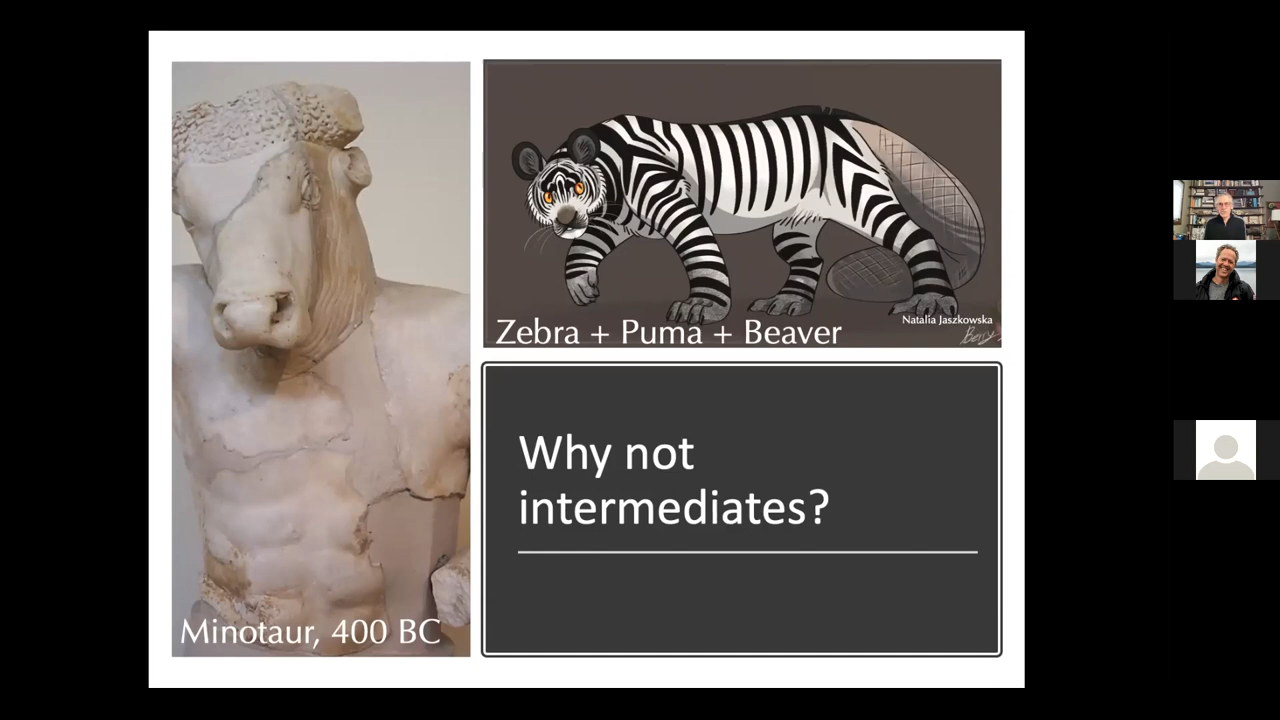 Minotaur, 400 BC
Zebra + Puma + Beaver
Natalia Jaszkowska
Why not
intermediates?